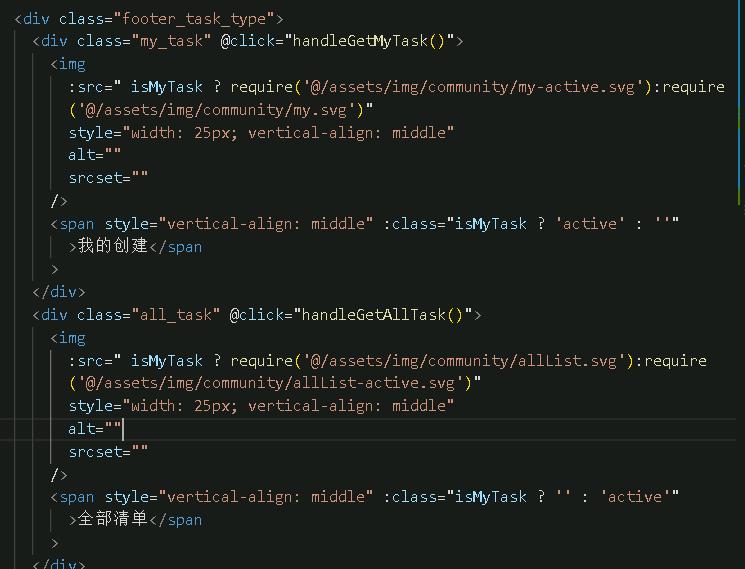 <div class="footer_task_type">
<div class="my_task" @click="handleGetMyTask()">
<img
:src=" isMyTask ? require('@/assets/img/community/my-active.svg'):require
('@/assets/img/community/my.svg')"
style="width: 25px; vertical-align: middle"
alt=""
srcset=""
/>
<span style="vertical-align: middle" :class="isMyTask ? 'active' : ''"
>我的创建</span
>
</div>
<div class="all_task" @click="handleGetAllTask()">
<img
:src=" isMyTask ? require('@/assets/img/community/allList.svg'):require
('@/assets/img/community/allList-active.svg')"
style="width: 25px; vertical-align: middle"
alt=""
srcset=""
/>
<span style="vertical-align: middle" :class="isMyTask ? '' : 'active'"
>全部清单</span
>
</div>